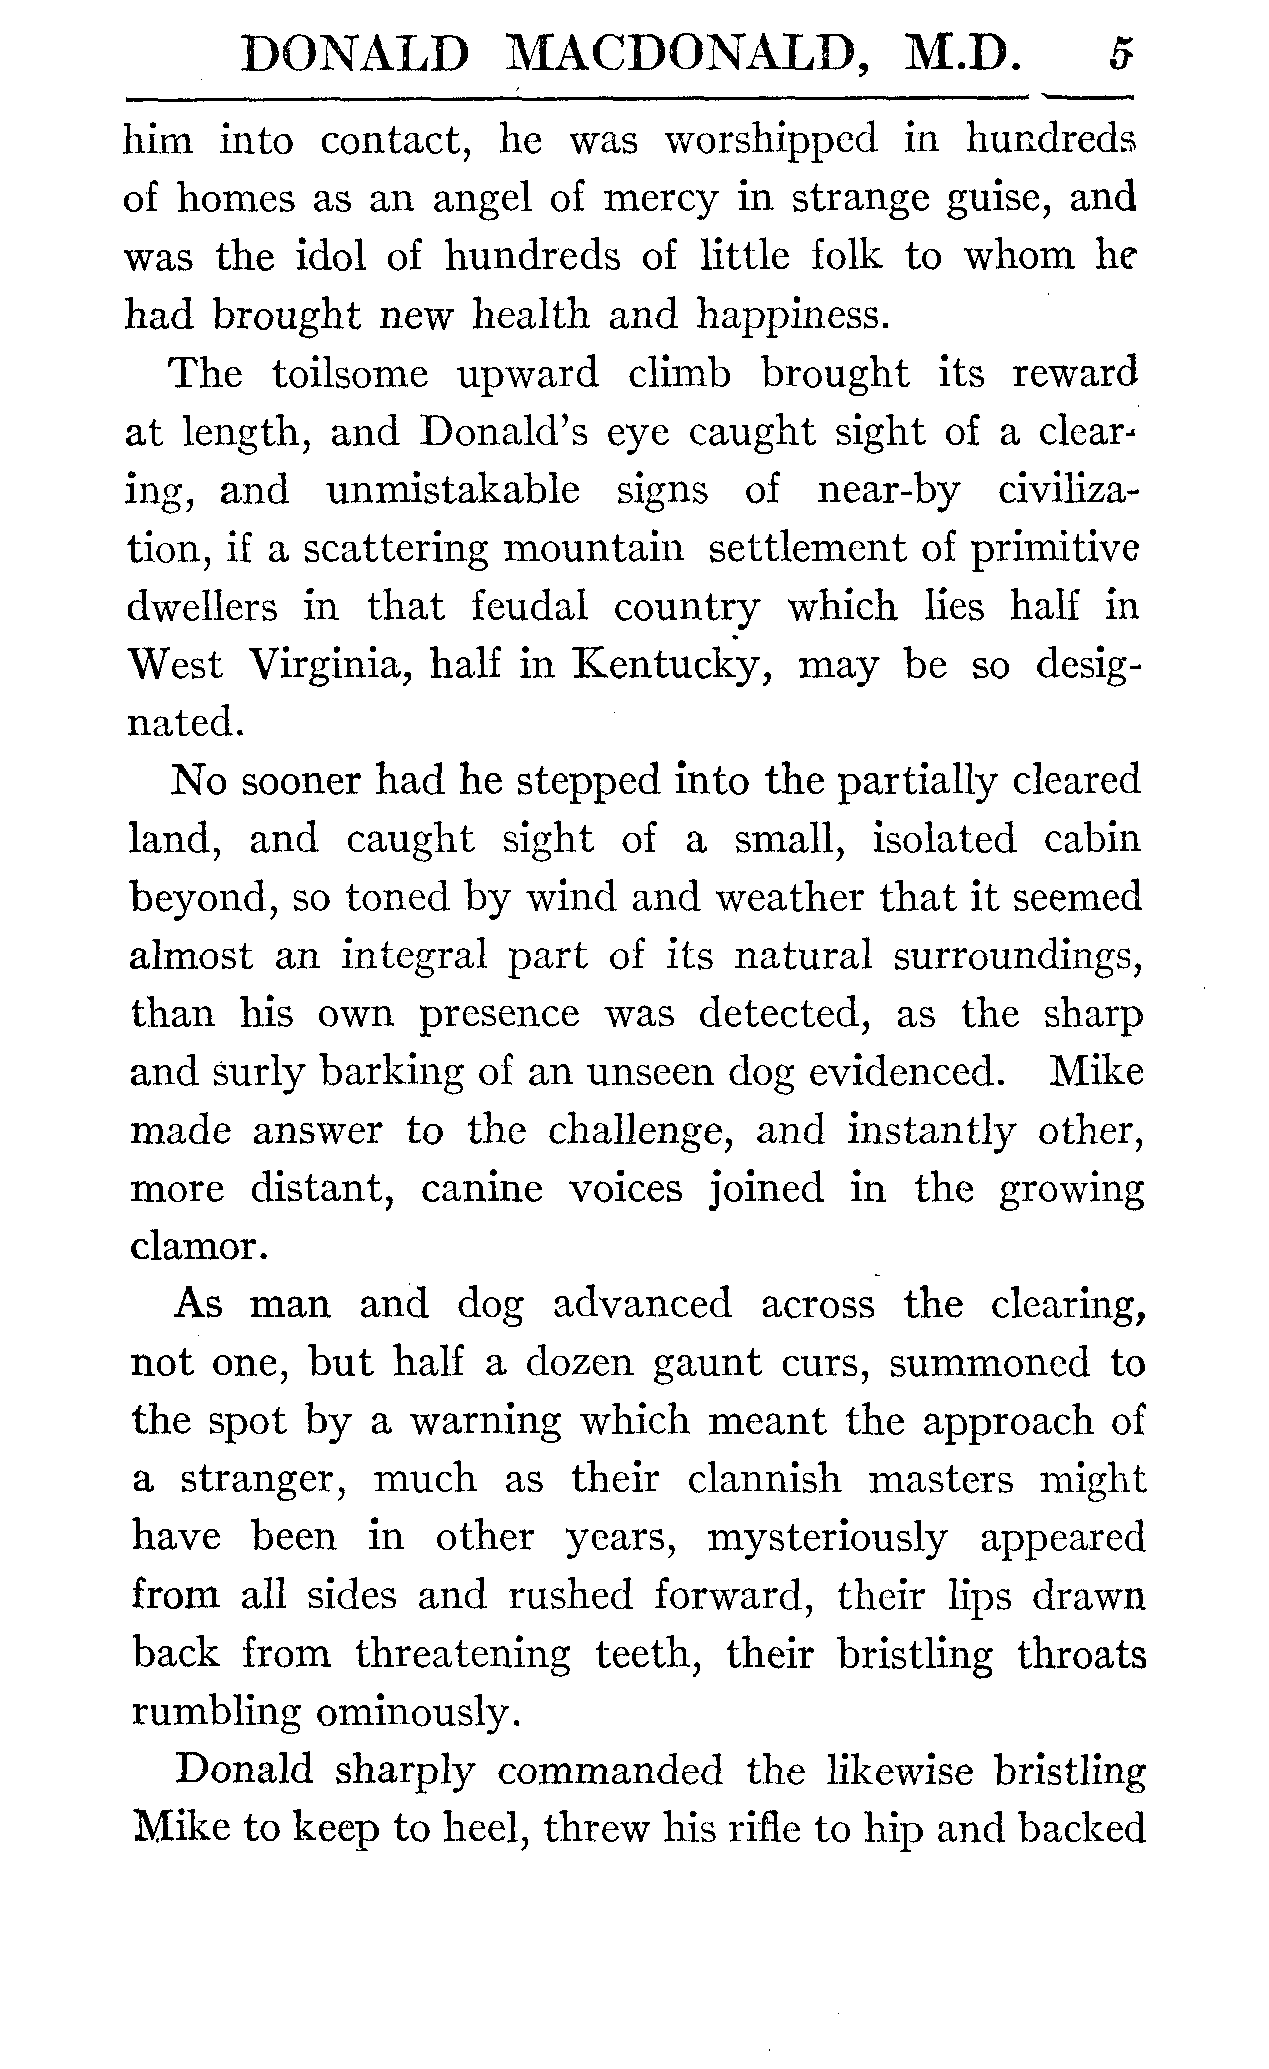 DONALD MACDONALD, M.D. 5
him into contact, he was worshipped in hundreds
of homes as an angel of mercy in strange guise, and
was the idol of hundreds of little folk to whom he
had brought new health and happiness.
The toilsome upward climb brought its reward
at length, and Donald's eye caught sight of a clear-
ing, and unmistakable signs of near-by civiliza-
tion, if a scattering mountain settlement of primitive
dwellers in that feudal country which lies half in
West Virginia, half in Kentucky, may be so desig-
nated.
No sooner had he stepped into the partially cleared
land, and caught sight of a small, isolated cabin
beyond, so toned by wind and weather that it seemed
almost an integral part of its natural surroundings,
than his own presence was detected, as the sharp
and surly barking of an unseen dog evidenced. Mike
made answer to the challenge, and instantly other,
more distant, canine voices joined in the growing
clamor.
As man and dog advanced across the clearing,
not one, but half a dozen gaunt curs, summoned to
the spot by a warning which meant the approach of
a stranger, much as their clannish masters might
have been in other years, mysteriously appeared
from all sides and rushed forward, their lips drawn
back from threatening teeth, their bristling throats
rumbling ominously.
Donald sharply commanded the likewise bristling
Mike to keep to heel, threw his rifle to hip and backed